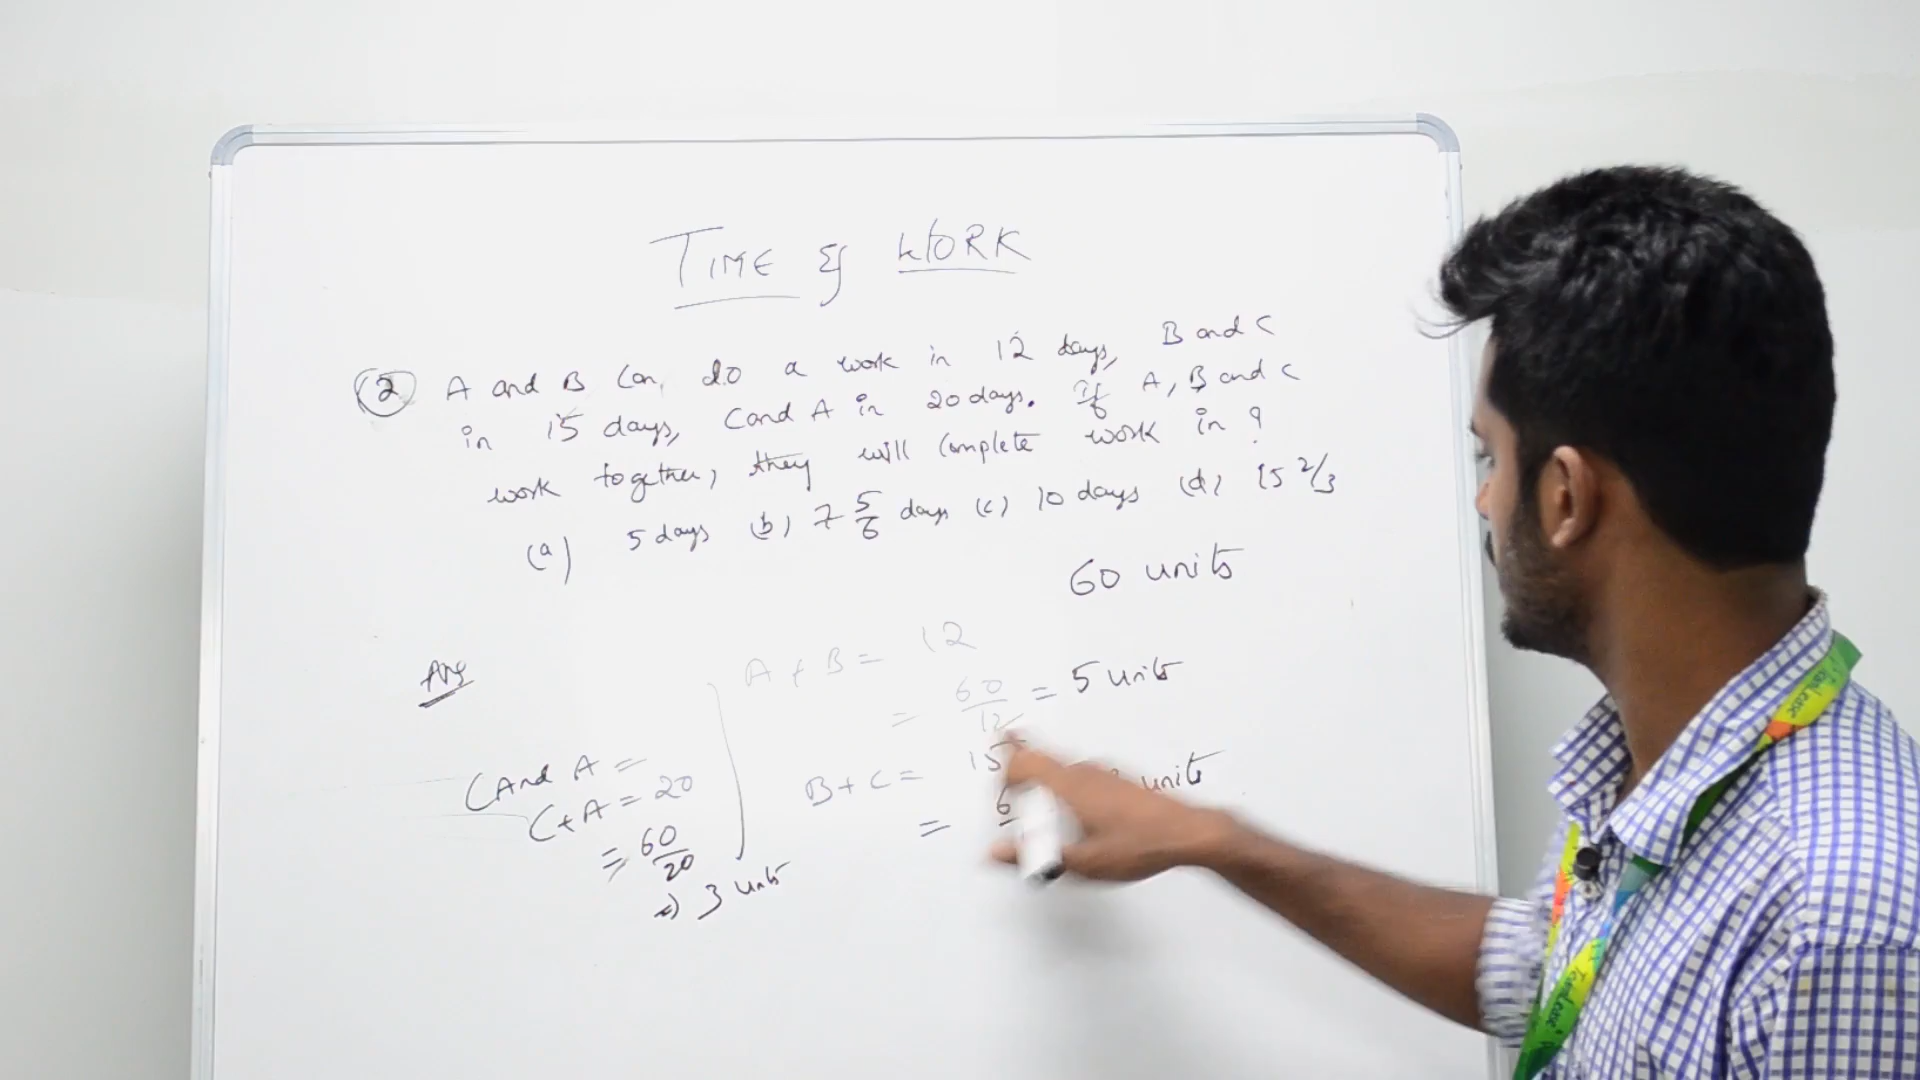 TIME & WORK
(2) A and B Can do a work in 12 days, B and C
in 15 days, C and A in 20 days. If A, B and C
work together, they will Complete work in ?
(a) 5 days (b) 7 5/6 days (c) 10 days (d) 15 2/3
60 units
Ans
A + B = 12
= 60/12 = 5 units
B + C = 15
= 6 units
C And A =
C + A = 20
= 60/20
=> 3 units